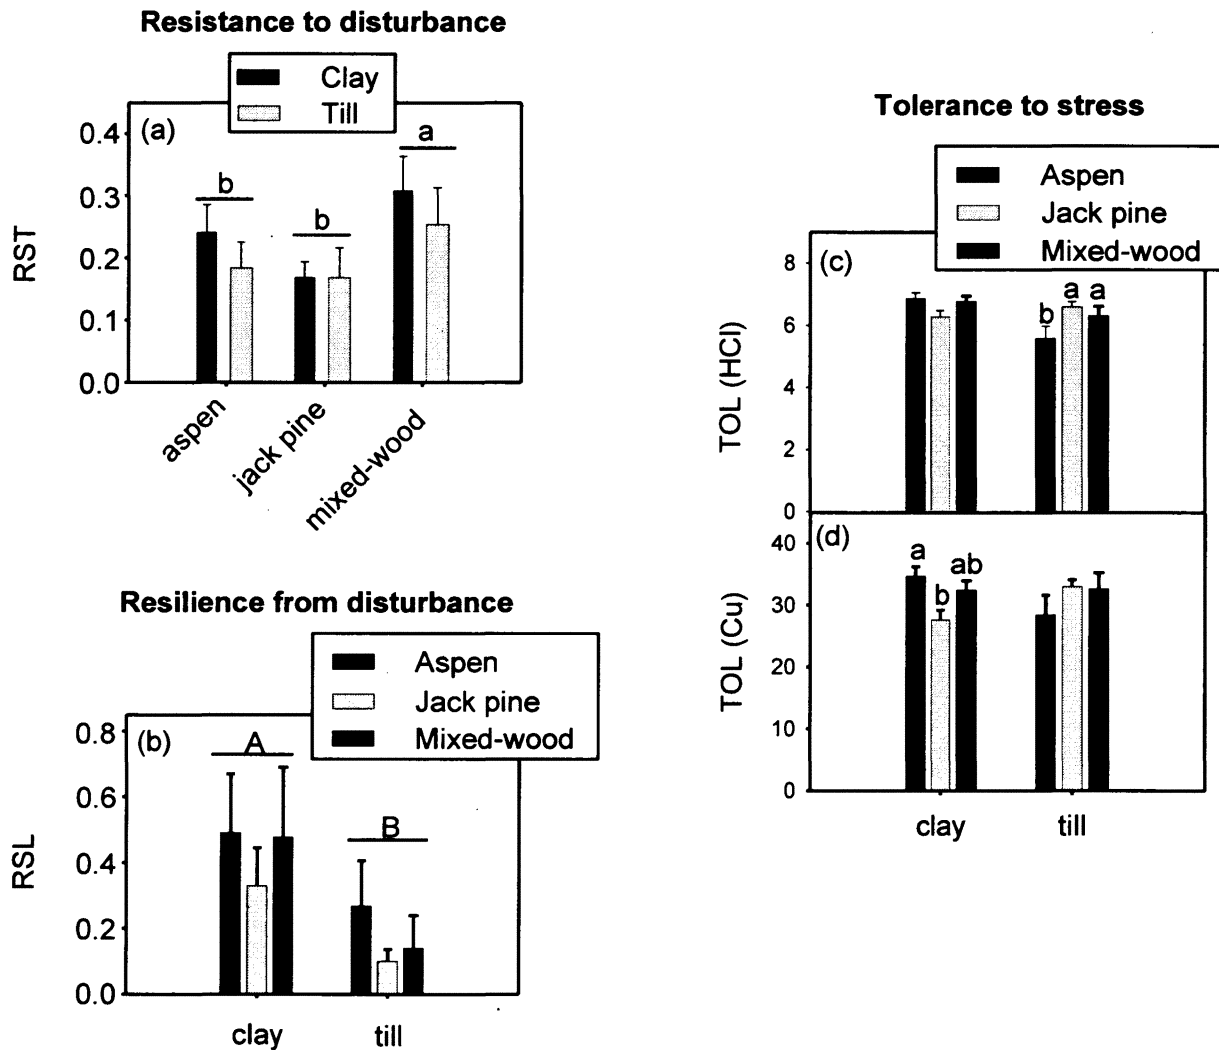 Resistance to disturbance
Clay
Till
(a)
0.4
0.3
0.2
0.1
0.0
RST
b
b
a
aspen
jack pine
mixed-wood
Resilience from disturbance
Aspen
Jack pine
Mixed-wood
(b)
0.8
0.6
0.4
0.2
0.0
RSL
A
B
clay
till
Tolerance to stress
Aspen
Jack pine
Mixed-wood
(c)
8
6
4
2
0
TOL (HCl)
b
a
a
(d)
40
30
20
10
0
TOL (Cu)
a
b
ab
clay
till